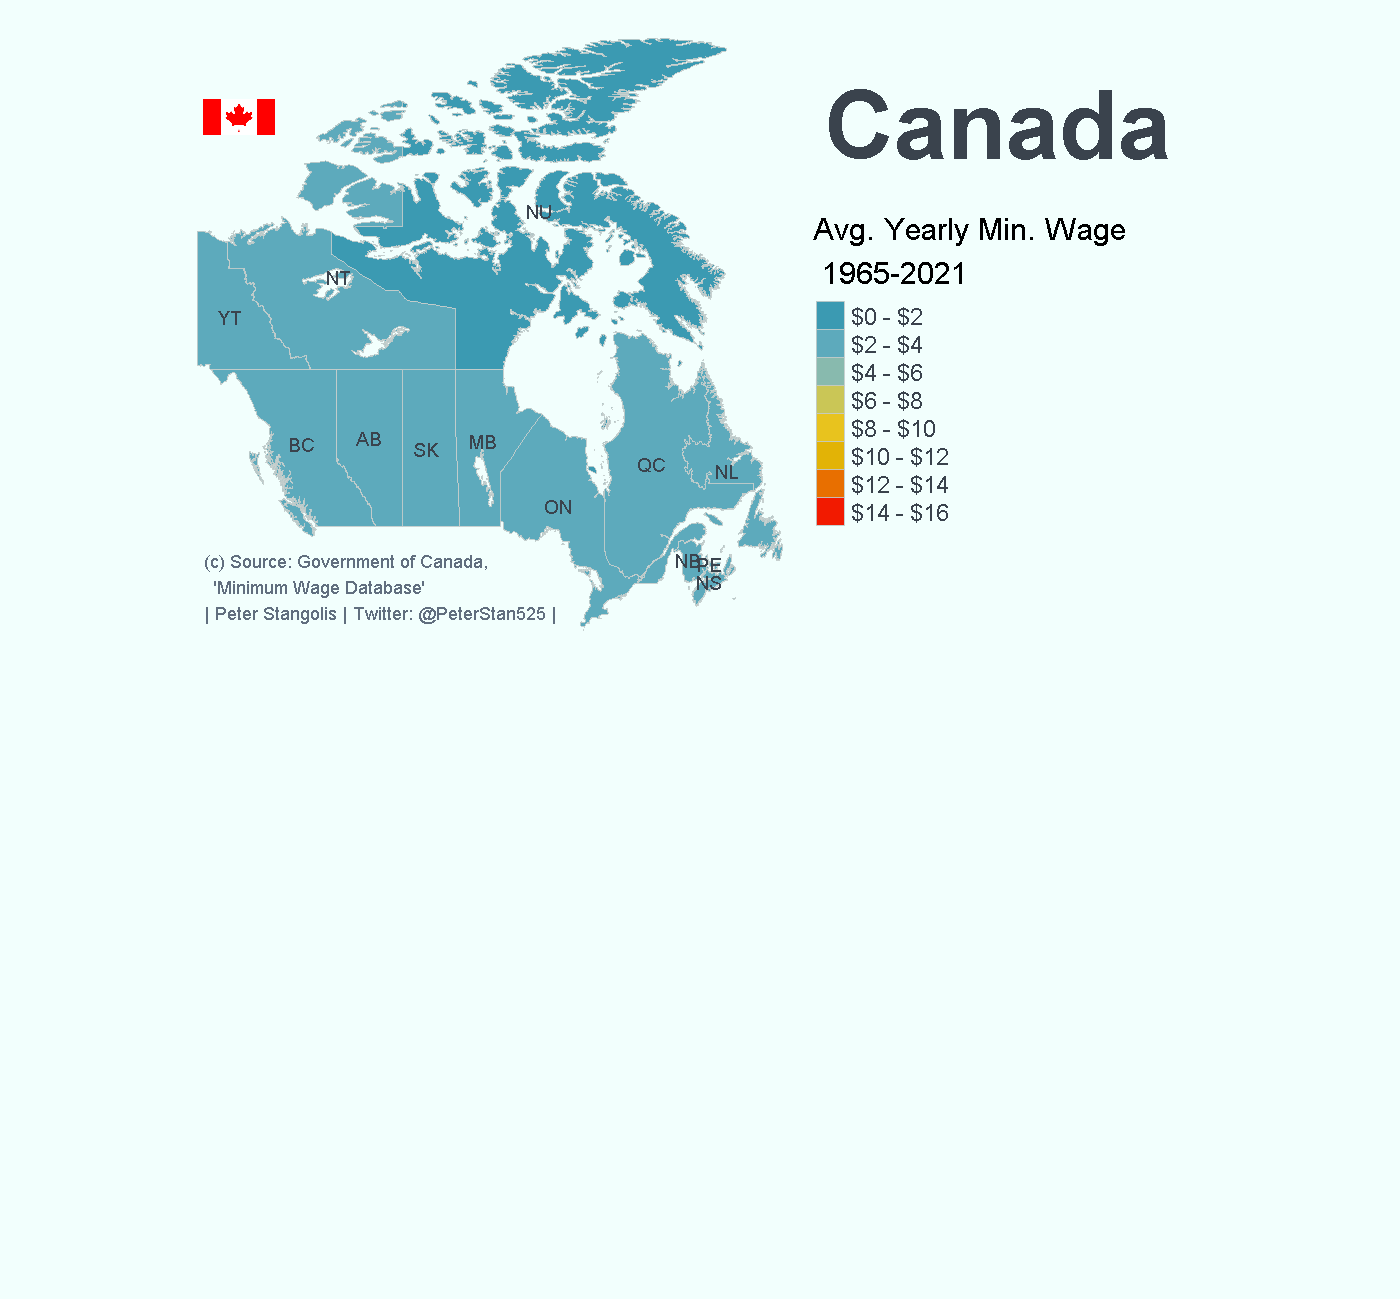 Canada
Avg. Yearly Min. Wage
1965-2021
$0 - $2
$2 - $4
$4 - $6
$6 - $8
$8 - $10
$10 - $12
$12 - $14
$14 - $16
NU
NT
YT
BC
AB
SK
MB
ON
QC
NL
NB
PE
NS
(c) Source: Government of Canada,
'Minimum Wage Database'
| Peter Stangolis | Twitter: @PeterStan525 |